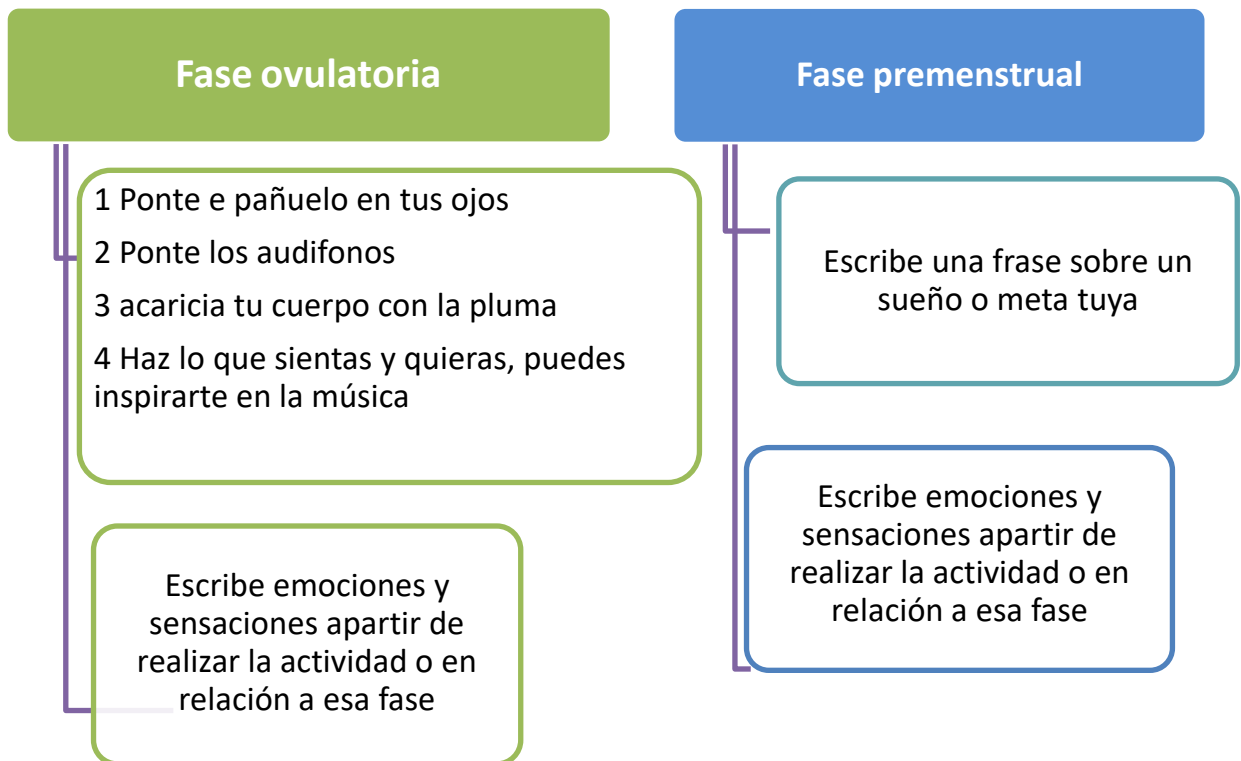 Fase ovulatoria
1 Ponte e pañuelo en tus ojos
2 Ponte los audifonos
3 acaricia tu cuerpo con la pluma
4 Haz lo que sientas y quieras, puedes
inspirarte en la música
Escribe emociones y
sensaciones apartir de
realizar la actividad o en
relación a esa fase
Fase premenstrual
Escribe una frase sobre un
sueño o meta tuya
Escribe emociones y
sensaciones apartir de
realizar la actividad o en
relación a esa fase